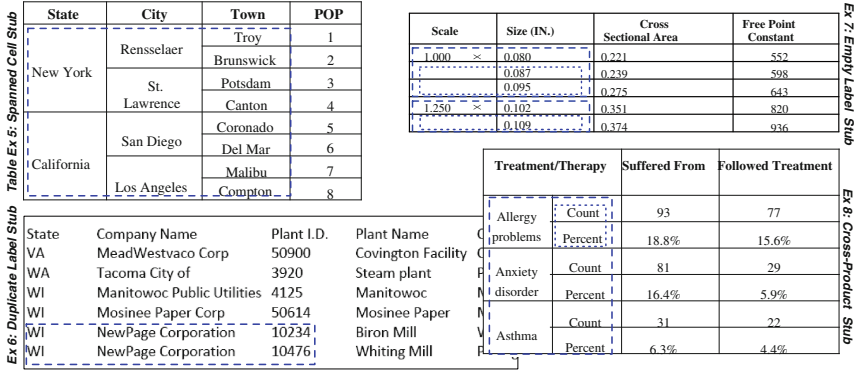 Table Ex 5: Spanned Cell Stub
State City Town POP
New York Rensselaer Troy 1
Brunswick 2
St. Lawrence Potsdam 3
Canton 4
California San Diego Coronado 5
Del Mar 6
Los Angeles Malibu 7
Compton 8
Ex 7: Empty Label Stub
Scale Size (IN.) Cross Sectional Area Free Point Constant
1.000 × 0.080 0.221 552
0.087 0.239 598
0.095 0.275 643
1.250 × 0.102 0.351 820
0.109 0.374 936
Ex 6: Duplicate Label Stub
State Company Name Plant I.D. Plant Name
VA MeadWestvaco Corp 50900 Covington Facility
WA Tacoma City of 3920 Steam plant
WI Manitowoc Public Utilities 4125 Manitowoc
WI Mosinee Paper Corp 50614 Mosinee Paper
WI NewPage Corporation 10234 Biron Mill
WI NewPage Corporation 10476 Whiting Mill
Ex 8: Cross-Product Stub
Treatment/Therapy Suffered From Followed Treatment
Allergy problems Count 93 77
Percent 18.8% 15.6%
Anxiety disorder Count 81 29
Percent 16.4% 5.9%
Asthma Count 31 22
Percent 6.3% 4.4%